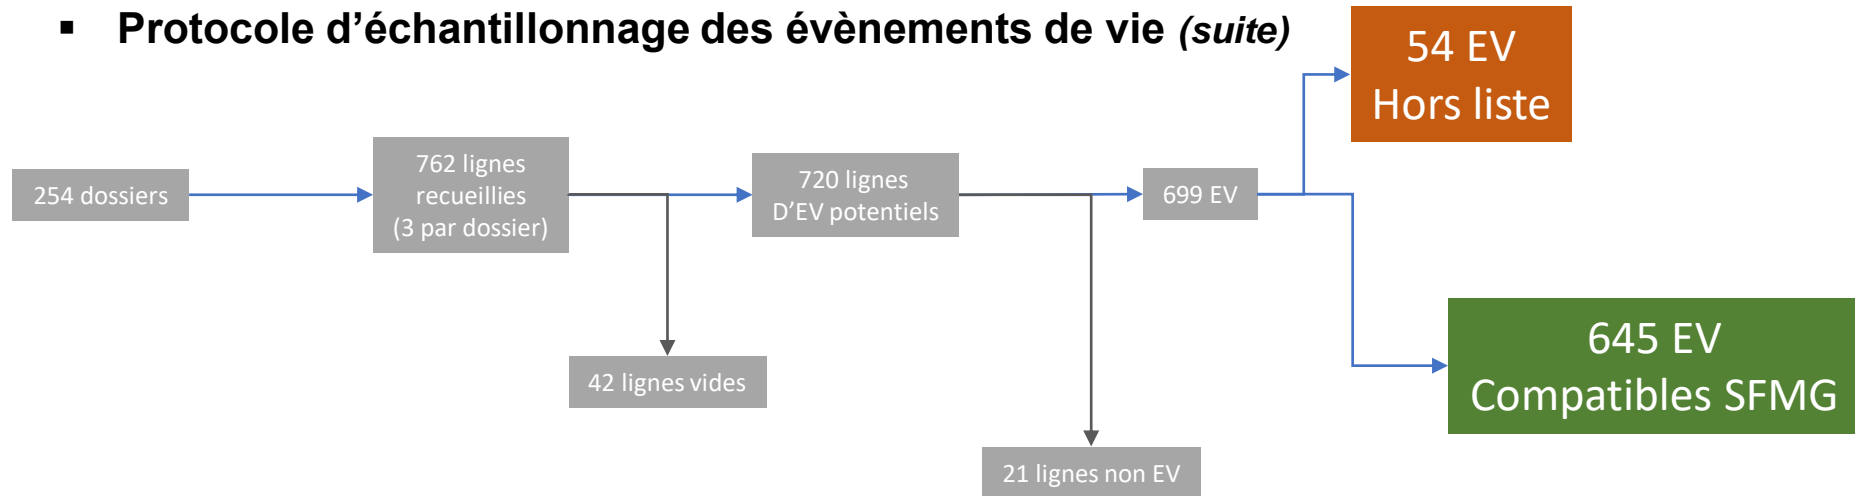 ▪ Protocole d’échantillonnage des évènements de vie (suite)
54 EV
Hors liste
254 dossiers
762 lignes
recueillies
(3 par dossier)
720 lignes
D’EV potentiels
699 EV
42 lignes vides
645 EV
Compatibles SFMG
21 lignes non EV